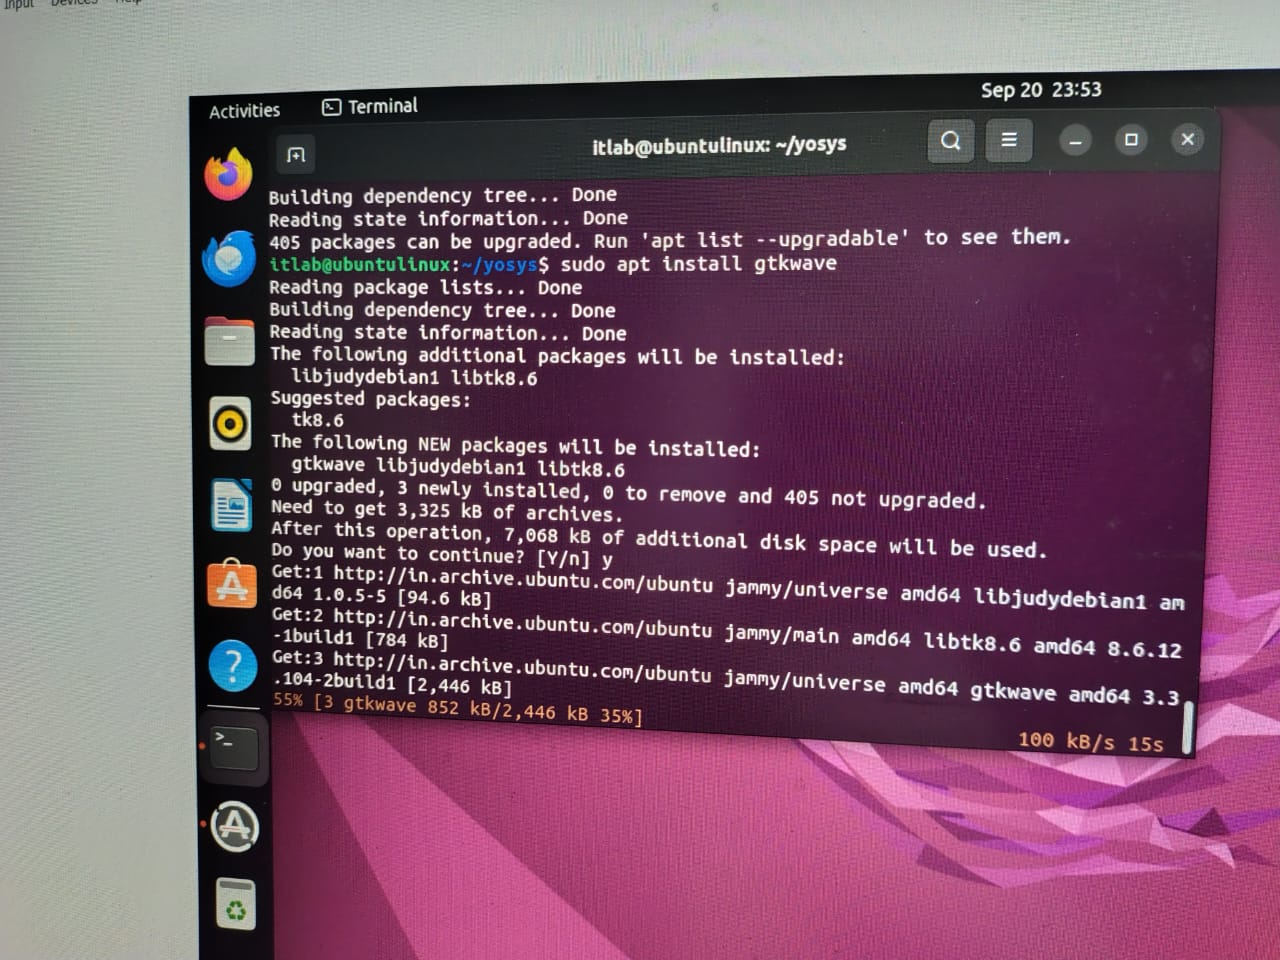 Input Devices Help
Activities
Terminal
Sep 20 23:53
itlab@ubuntulinux: ~/yosys
Building dependency tree... Done
Reading state information... Done
405 packages can be upgraded. Run 'apt list --upgradable' to see them.
itlab@ubuntulinux:~/yosys$ sudo apt install gtkwave
Reading package lists... Done
Building dependency tree... Done
Reading state information... Done
The following additional packages will be installed:
libjudydebian1 libtk8.6
Suggested packages:
tk8.6
The following NEW packages will be installed:
gtkwave libjudydebian1 libtk8.6
0 upgraded, 3 newly installed, 0 to remove and 405 not upgraded.
Need to get 3,325 kB of archives.
After this operation, 7,068 kB of additional disk space will be used.
Do you want to continue? [Y/n] y
Get:1 http://in.archive.ubuntu.com/ubuntu jammy/universe amd64 libjudydebian1 am
d64 1.0.5-5 [94.6 kB]
Get:2 http://in.archive.ubuntu.com/ubuntu jammy/main amd64 libtk8.6 amd64 8.6.12
-1build1 [784 kB]
Get:3 http://in.archive.ubuntu.com/ubuntu jammy/universe amd64 gtkwave amd64 3.3
.104-2build1 [2,446 kB]
55% [3 gtkwave 852 kB/2,446 kB 35%]
100 kB/s 15s